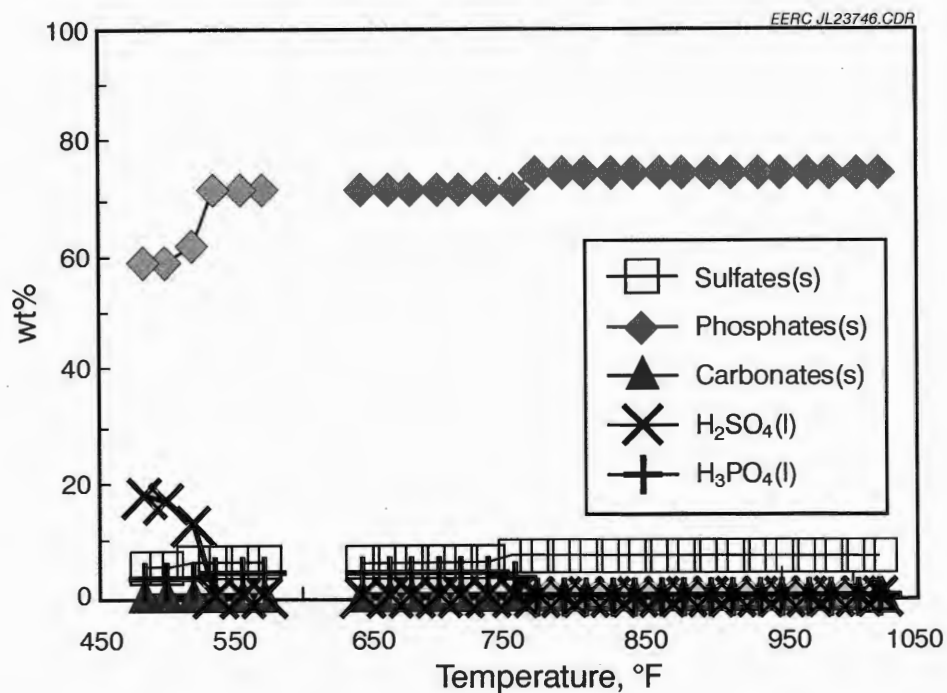 EERC JL23746.CDR
100
80
60
40
20
0
wt%
Sulfates(s)
Phosphates(s)
Carbonates(s)
H₂SO₄(l)
H₃PO₄(l)
450 550 650 750 850 950 1050
Temperature, °F